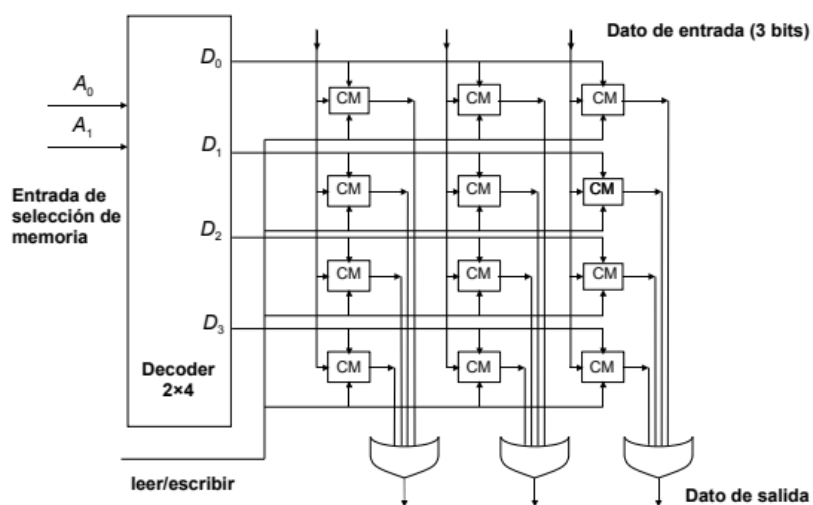 Dato de entrada (3 bits)
D₀
A₀
CM CM CM
A₁
D₁
Entrada de
selección de
memoria
CM CM CM
D₂
CM CM CM
D₃
Decoder
2×4
CM CM CM
leer/escribir
Dato de salida